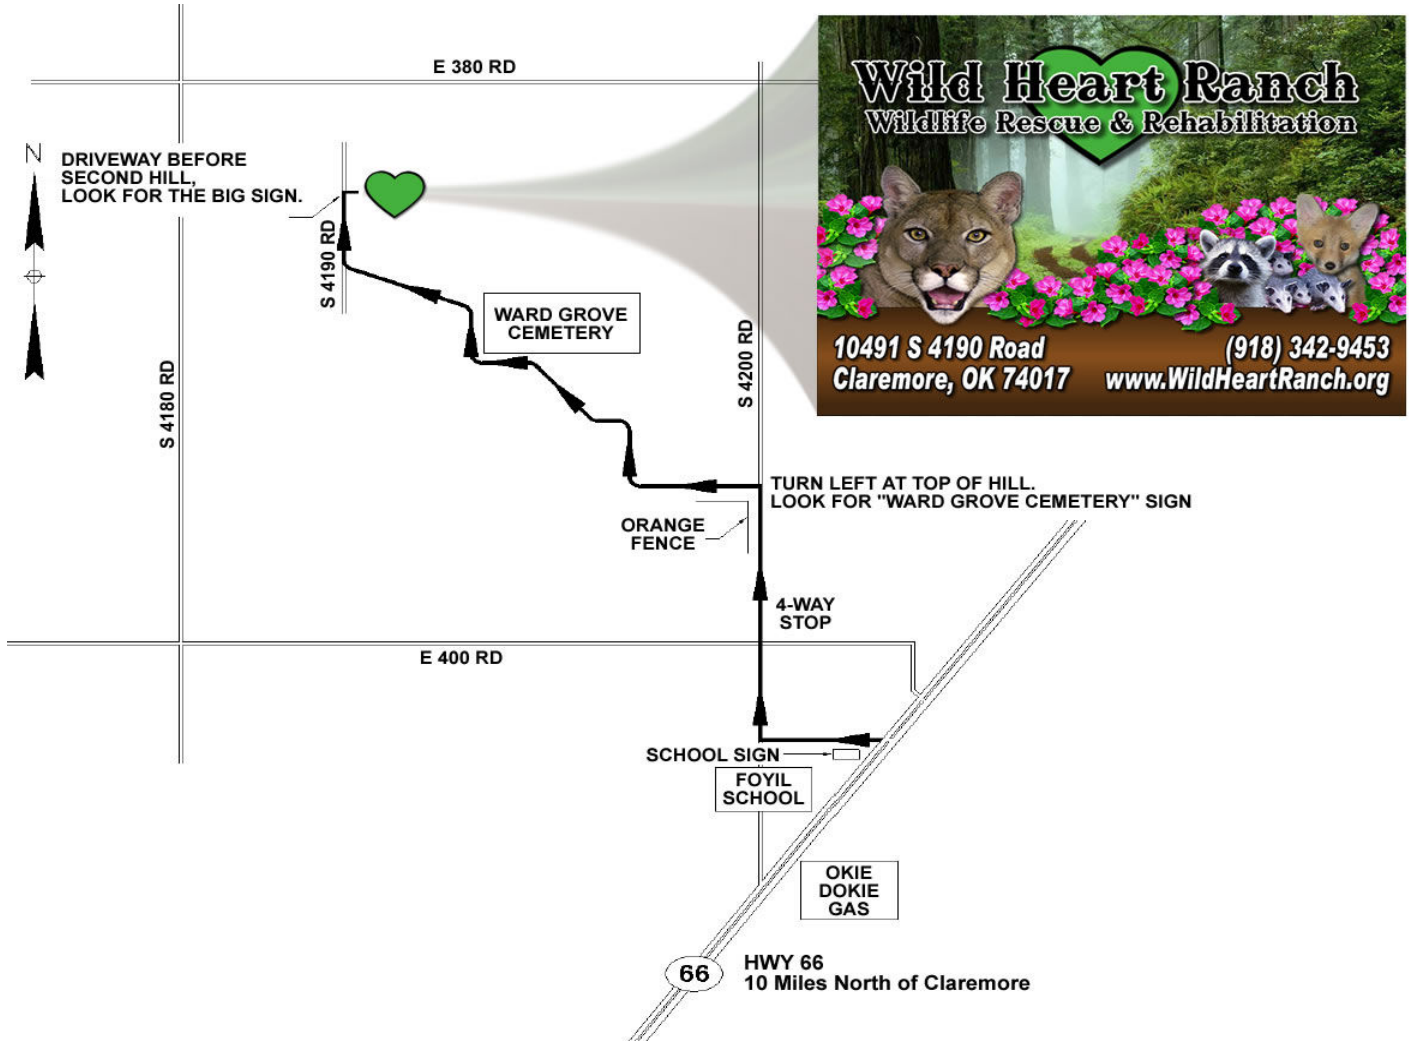 E 380 RD
Wild Heart Ranch
Wildlife Rescue & Rehabilitation
N
DRIVEWAY BEFORE
SECOND HILL,
LOOK FOR THE BIG SIGN.
S 4190 RD
WARD GROVE
CEMETERY
S 4200 RD
10491 S 4190 Road
(918) 342-9453
Claremore, OK 74017
www.WildHeartRanch.org
S 4180 RD
TURN LEFT AT TOP OF HILL.
LOOK FOR "WARD GROVE CEMETERY" SIGN
ORANGE
FENCE
4-WAY
STOP
E 400 RD
SCHOOL SIGN
FOYIL
SCHOOL
OKIE
DOKIE
GAS
66
HWY 66
10 Miles North of Claremore